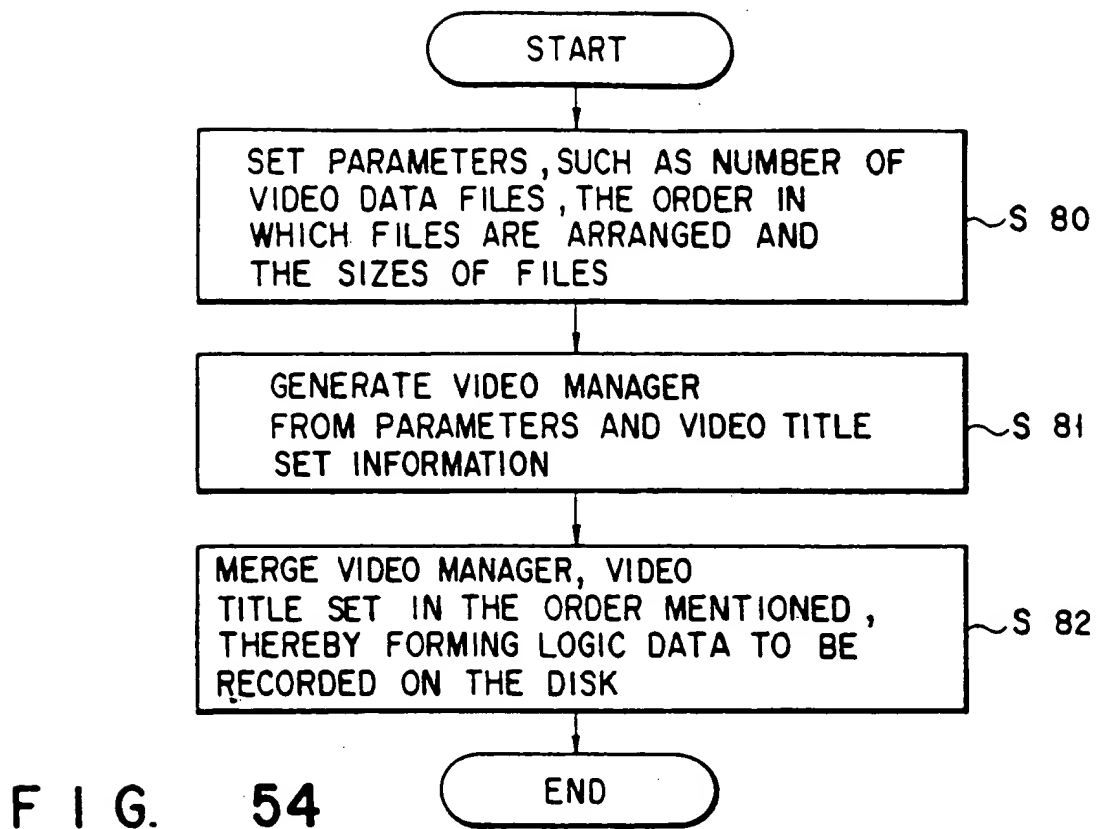 START
SET PARAMETERS, SUCH AS NUMBER OF
VIDEO DATA FILES, THE ORDER IN
WHICH FILES ARE ARRANGED AND
THE SIZES OF FILES
S 80
GENERATE VIDEO MANAGER
FROM PARAMETERS AND VIDEO TITLE
SET INFORMATION
S 81
MERGE VIDEO MANAGER, VIDEO
TITLE SET IN THE ORDER MENTIONED,
THEREBY FORMING LOGIC DATA TO BE
RECORDED ON THE DISK
S 82
END
FIG. 54